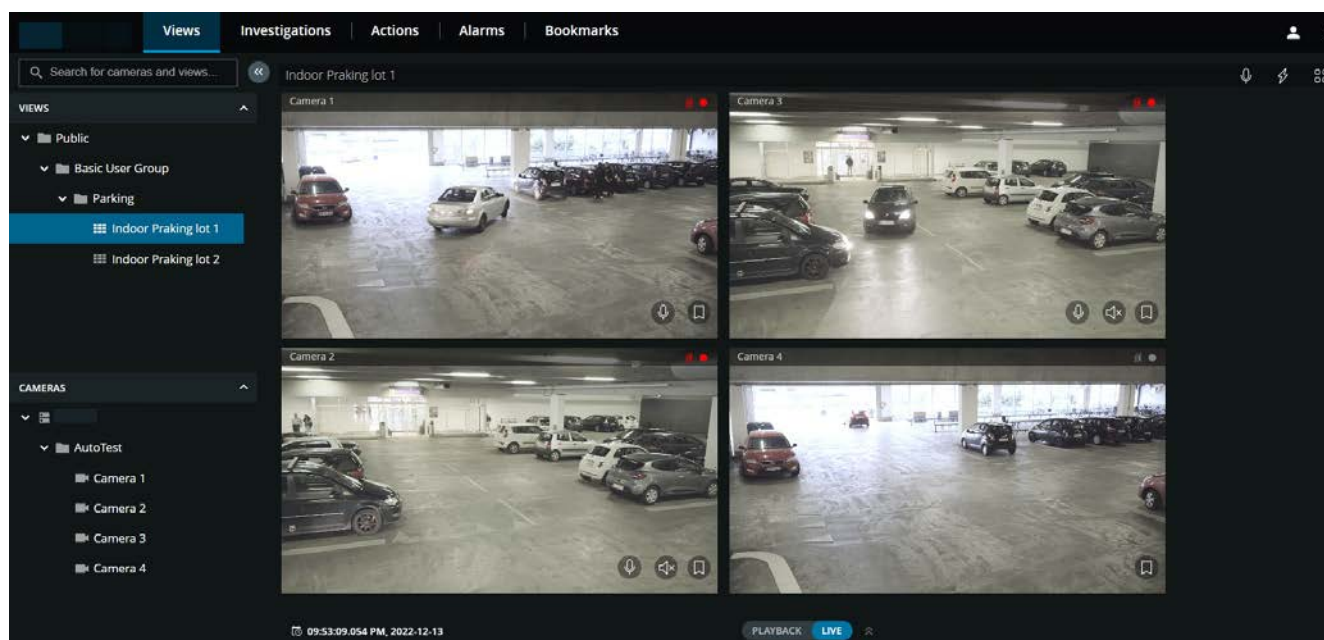 Views Investigations Actions Alarms Bookmarks
Search for cameras and views...
Indoor Praking lot 1
VIEWS
Public
Basic User Group
Parking
Indoor Praking lot 1
Indoor Praking lot 2
CAMERAS
AutoTest
Camera 1
Camera 2
Camera 3
Camera 4
Camera 1
Camera 3
Camera 2
Camera 4
09:53:09.054 PM, 2022-12-13
PLAYBACK LIVE